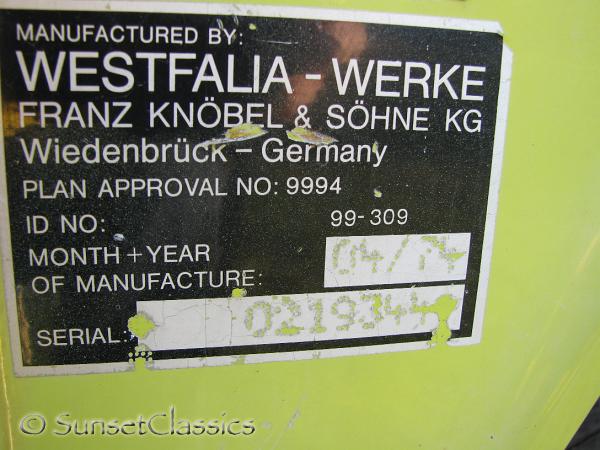 MANUFACTURED BY:
WESTFALIA - WERKE
FRANZ KNÖBEL & SÖHNE KG
Wiedenbrück – Germany
PLAN APPROVAL NO: 9994
ID NO: 99-309
MONTH + YEAR
OF MANUFACTURE: 04/74
SERIAL:
© SunsetClassics